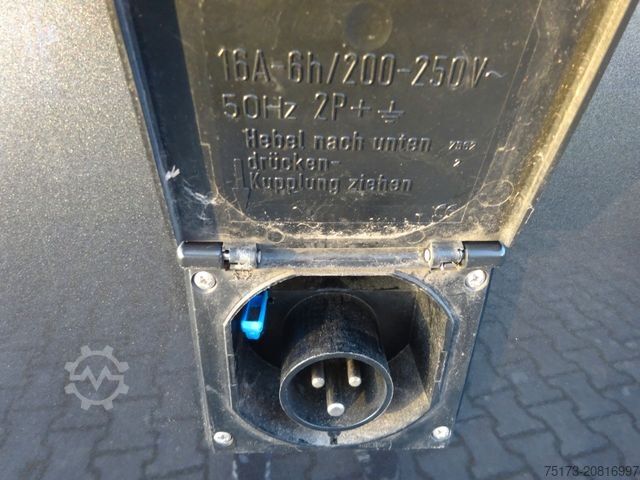 16A-6h/200-250V~
50Hz 2P+⏚
Hebel nach unten
drücken-
Kupplung ziehen
75173-20816997